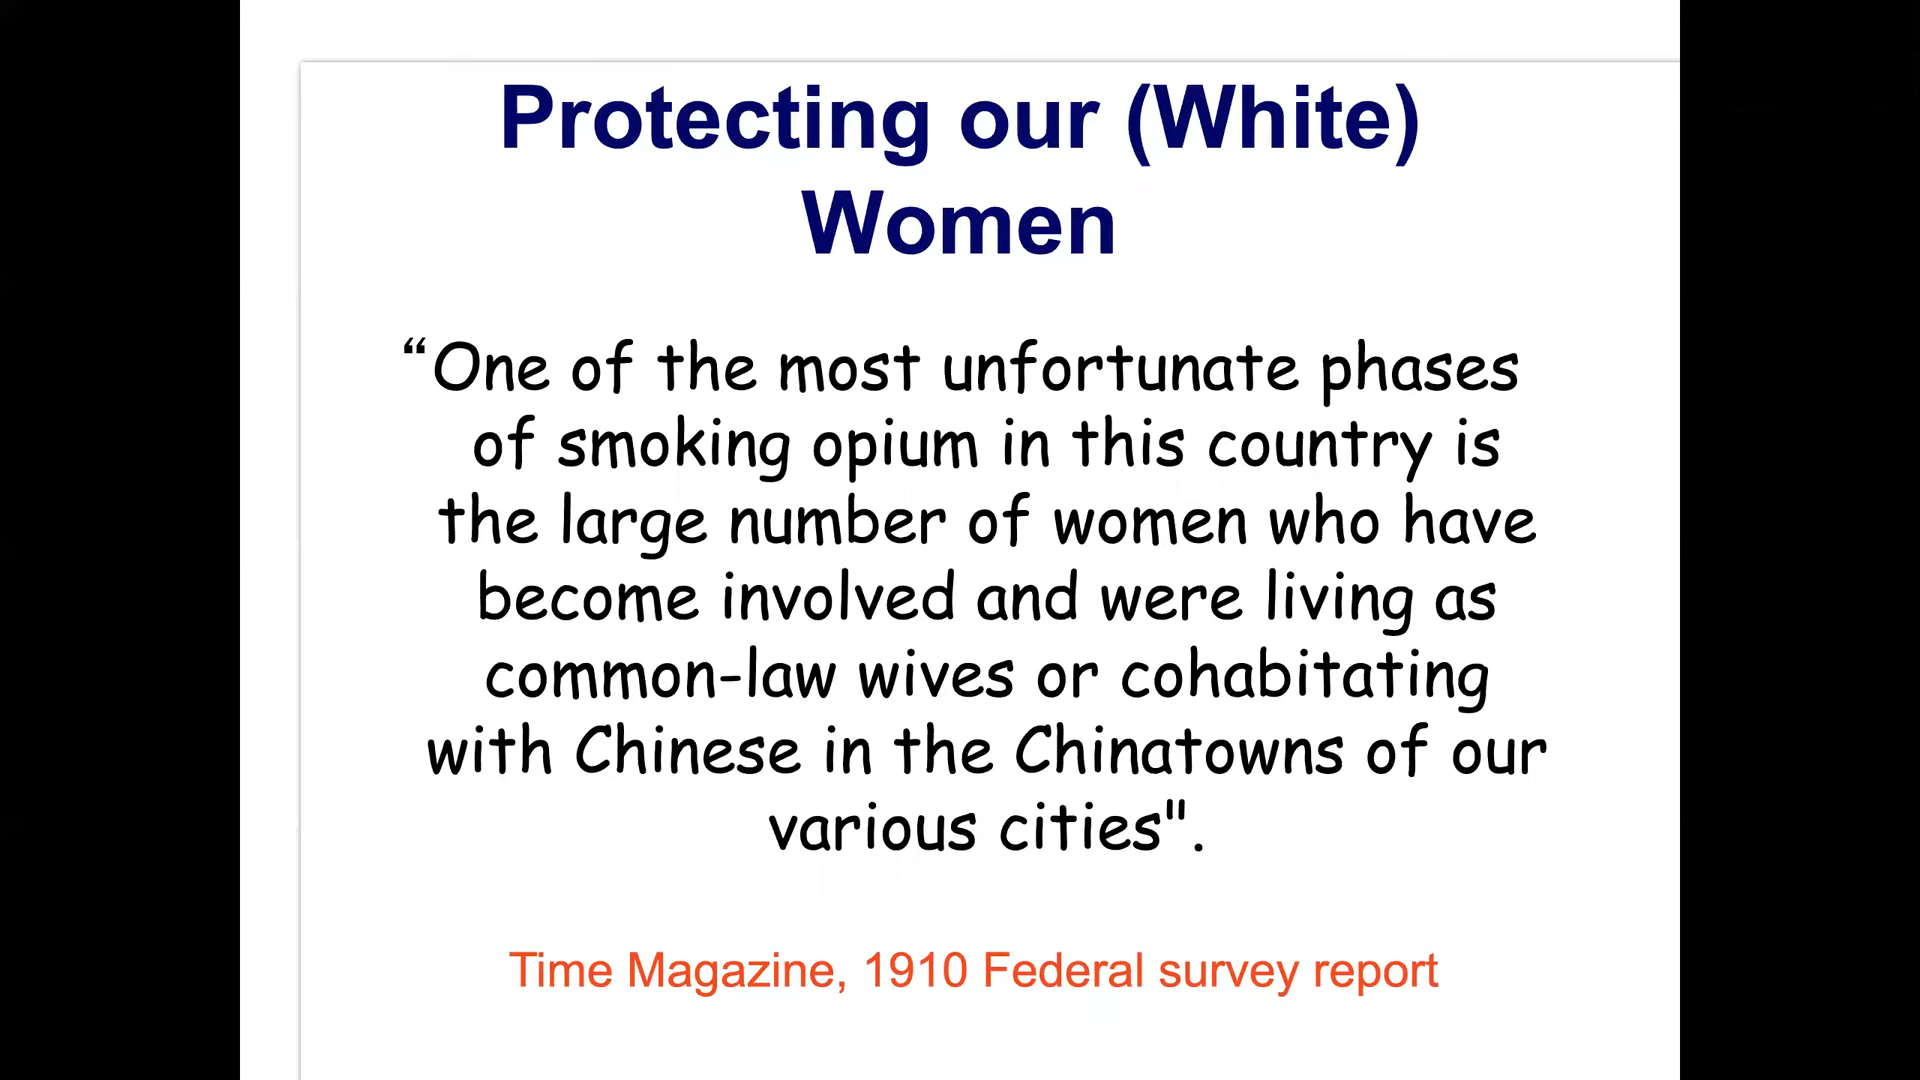 Protecting our (White)
Women
“One of the most unfortunate phases
of smoking opium in this country is
the large number of women who have
become involved and were living as
common-law wives or cohabitating
with Chinese in the Chinatowns of our
various cities".
Time Magazine, 1910 Federal survey report